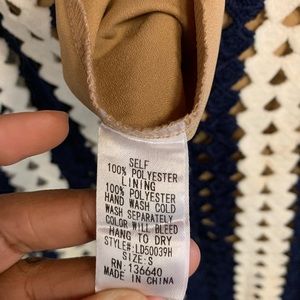 SELF
100% POLYESTER
LINING
100% POLYESTER
HAND WASH COLD
WASH SEPARATELY
COLOR WILL BLEED
HANG TO DRY
STYLE#:LD50039H
SIZE:S
RN: 136640
MADE IN CHINA